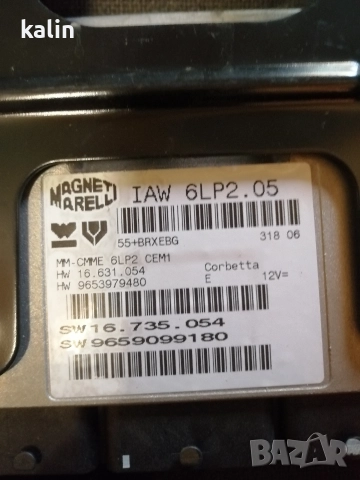 kalin
MAGNETI
MARELLI
IAW 6LP2.05
55+BRXEBG
318 06
MM-CMME 6LP2 CEM1
HW 16.631.054
Corbetta
HW 9653979480
E
12V=
SW16.735.054
SW9659099180
BAZAR